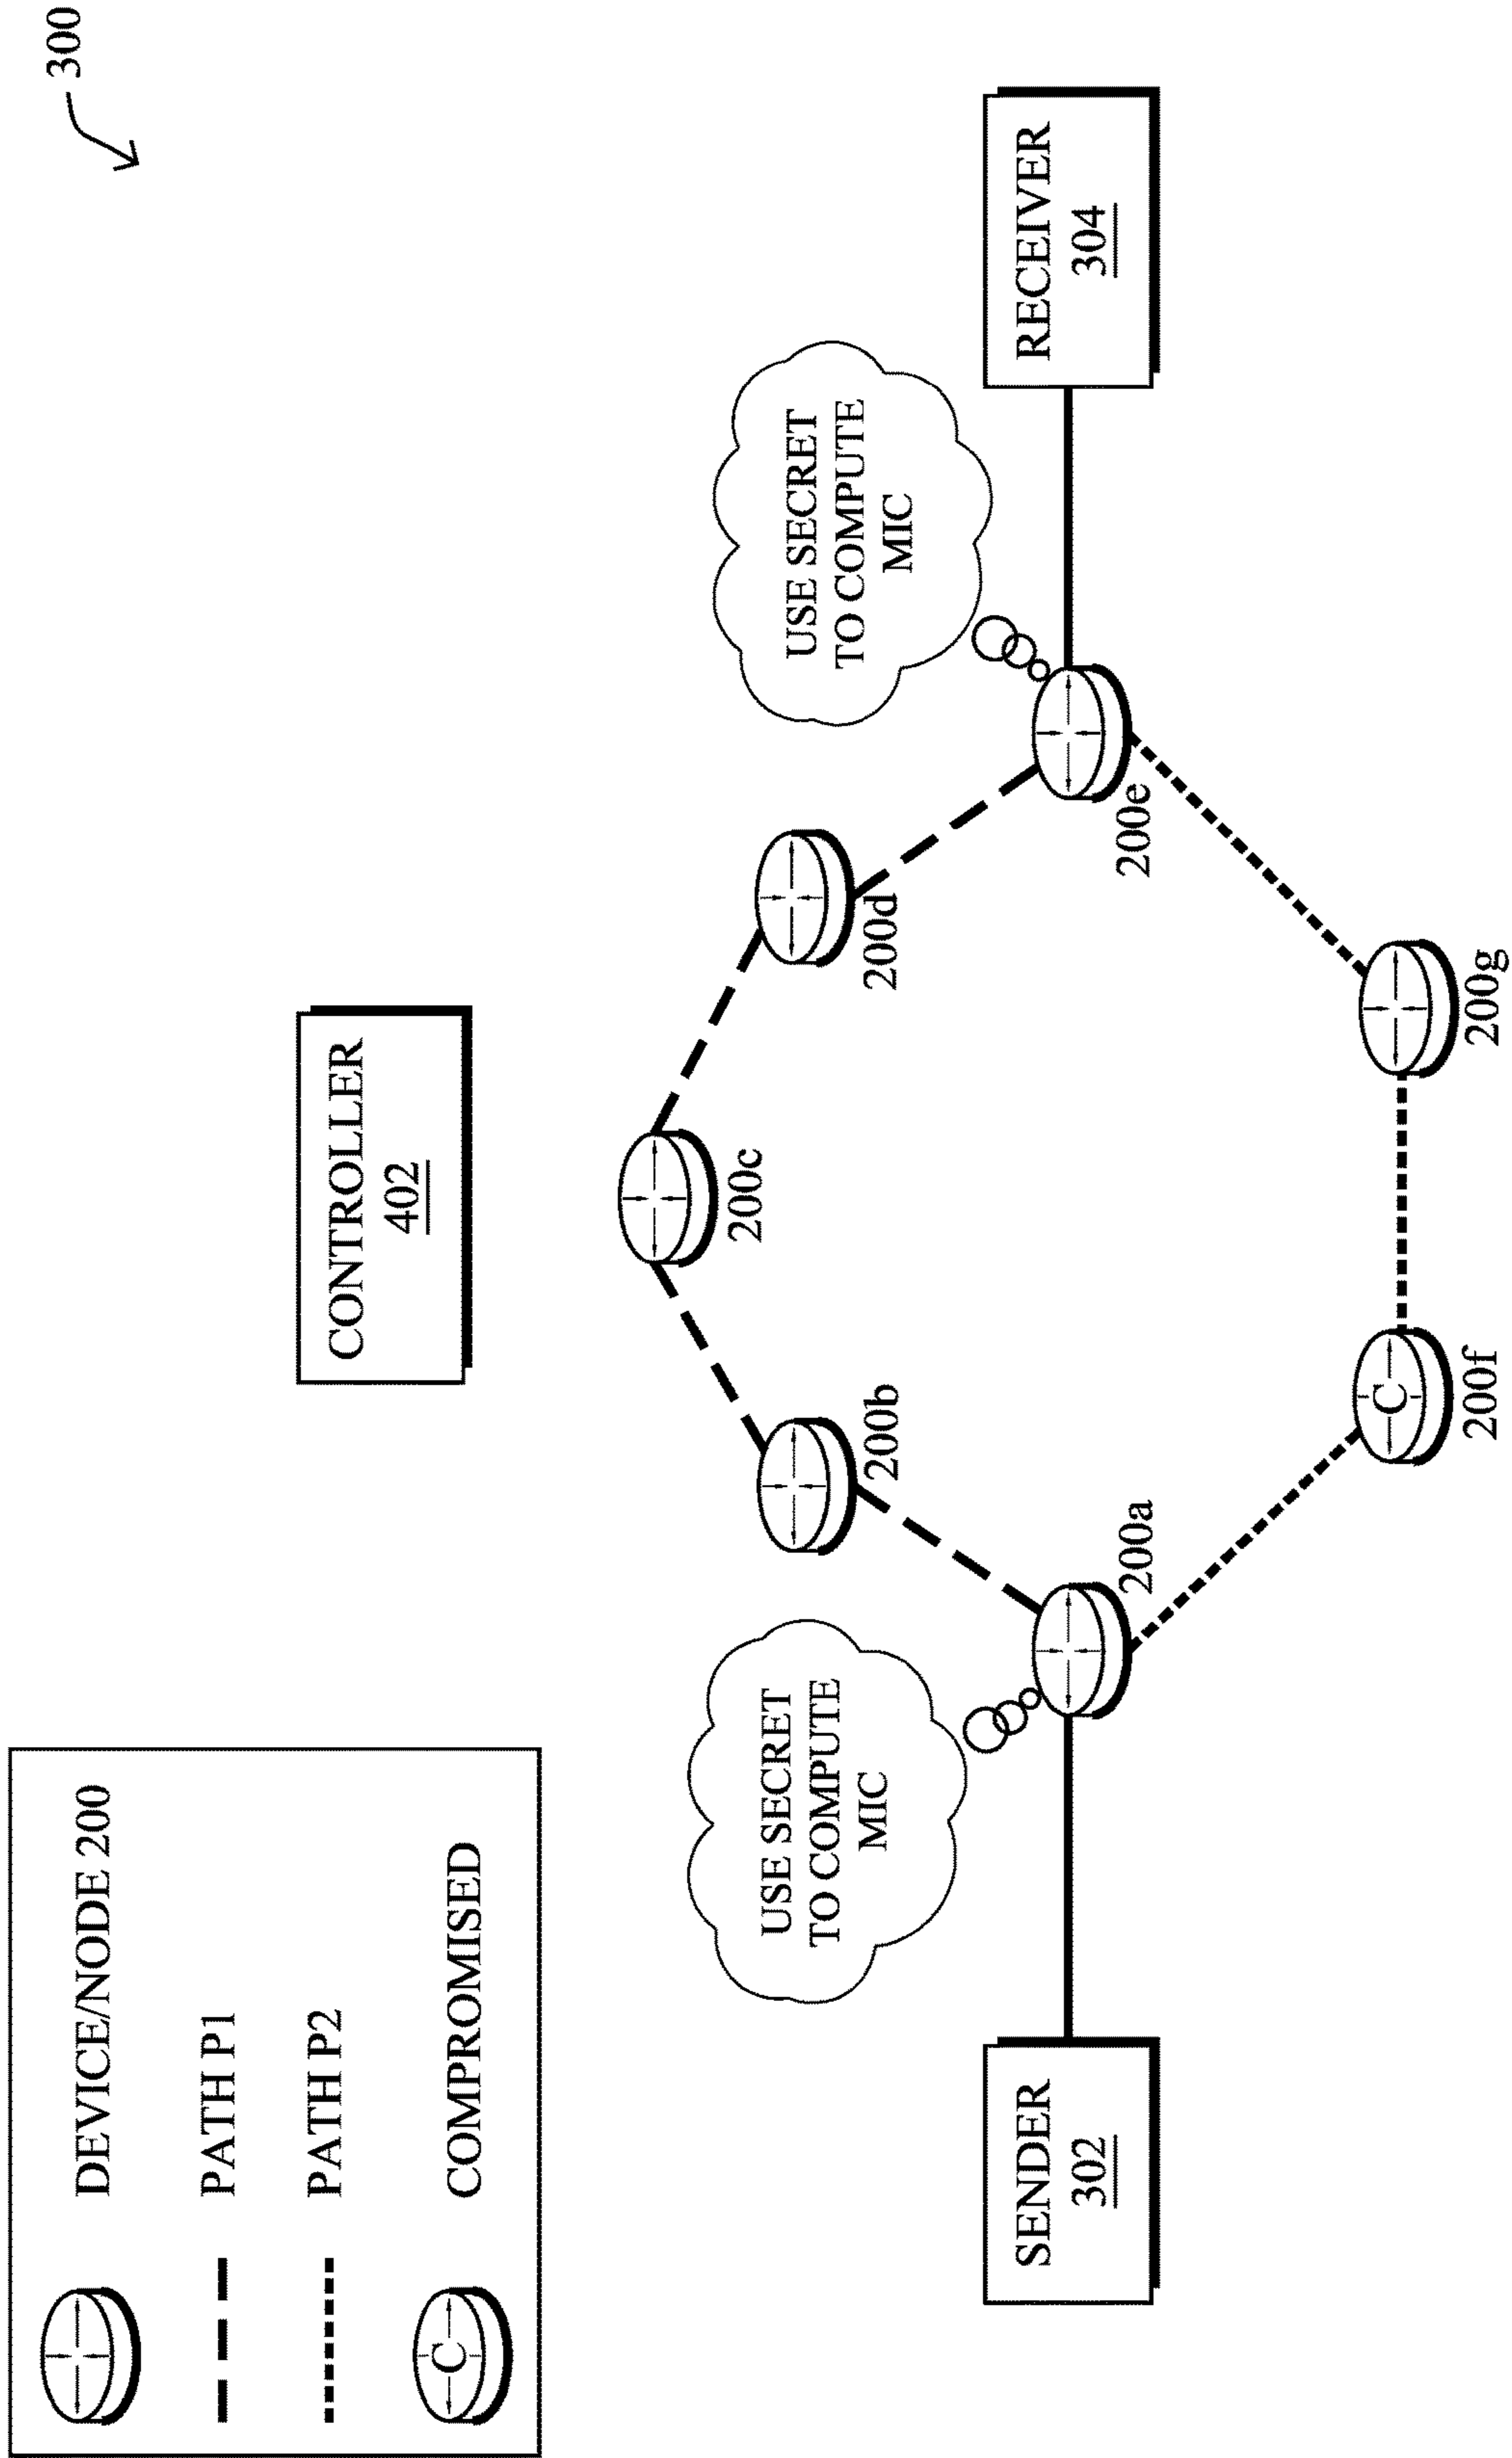 300
DEVICE/NODE 200
PATH P1
PATH P2
C
COMPROMISED
CONTROLLER
402
200c
200b
200d
USE SECRET
TO COMPUTE
MIC
USE SECRET
TO COMPUTE
MIC
SENDER
302
200a
200e
RECEIVER
304
C
200f
200g